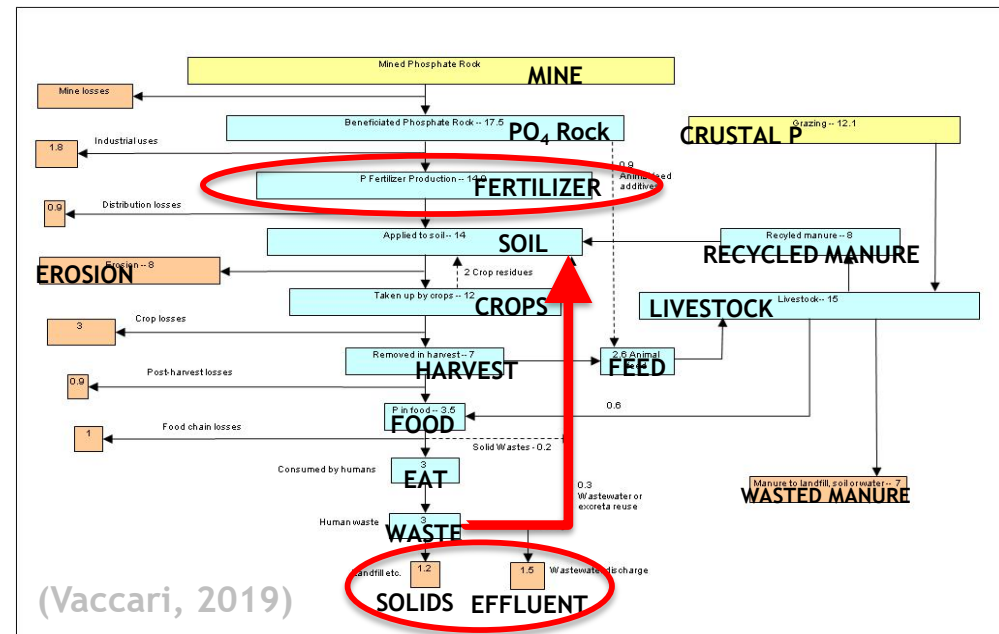 Mined Phosphate Rock
MINE
Mine losses
Beneficiated Phosphate Rock -- 17.5
PO₄ Rock
Grazing -- 12.1
CRUSTAL P
1.8
Industrial uses
0.9
Animal feed
additives
P Fertilizer Production -- 14.9
FERTILIZER
0.9
Distribution losses
Applied to soil -- 14
SOIL
Recyled manure -- 8
RECYCLED MANURE
Erosion -- 8
EROSION
2 Crop residues
Taken up by crops -- 12
CROPS
Livestock -- 15
LIVESTOCK
3
Crop losses
Removed in harvest -- 7
HARVEST
2.6 Animal
FEED
0.9
Post-harvest losses
P in food -- 3.5
FOOD
0.6
1
Food chain losses
Solid Wastes - 0.2
Consumed by humans
3
EAT
0.3
Wastewater or
excreta reuse
Manure to landfill, soil or water -- 7
WASTED MANURE
Human waste
3
WASTE
Landfill etc.
1.2
1.5
Wastewater discharge
SOLIDS
EFFLUENT
(Vaccari, 2019)